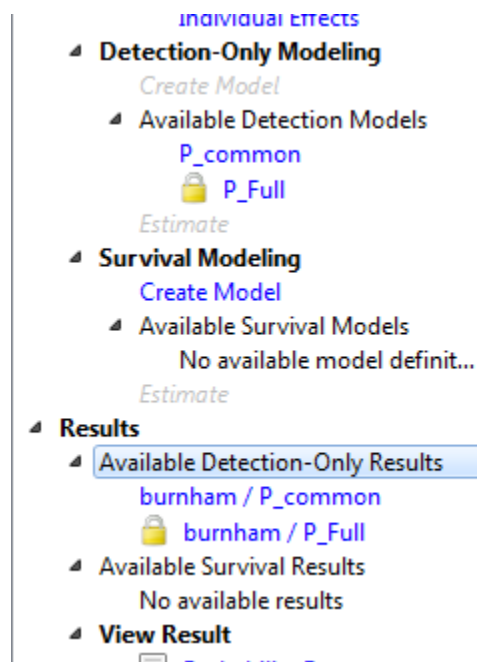 Individual Effects
Detection-Only Modeling
Create Model
Available Detection Models
P_common
P_Full
Estimate
Survival Modeling
Create Model
Available Survival Models
No available model definit...
Estimate
Results
Available Detection-Only Results
burnham / P_common
burnham / P_Full
Available Survival Results
No available results
View Result